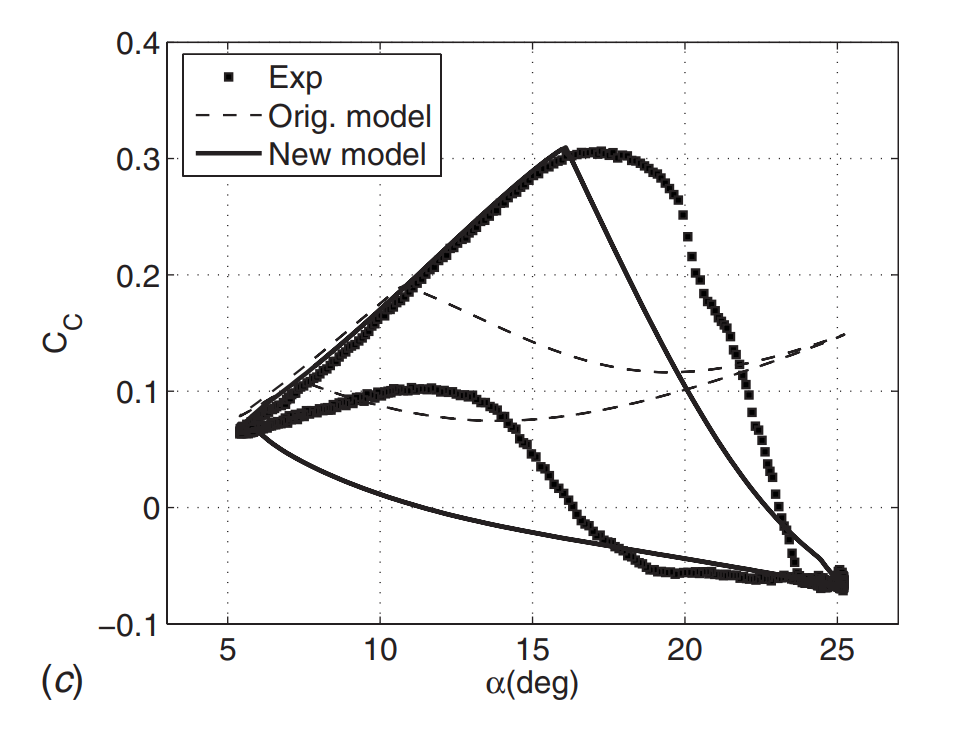 0.4
Exp
Orig. model
New model
0.3
0.2
C_C
0.1
0
−0.1
5 10 15 20 25
(c)
α(deg)